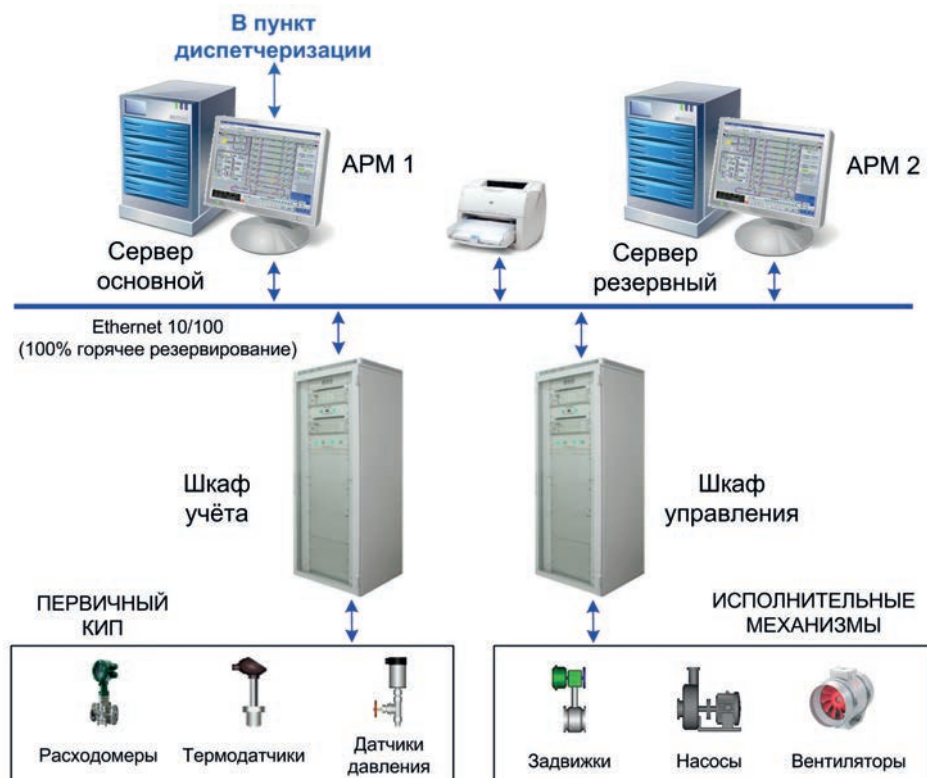 В пункт
диспетчеризации
АРМ 1
АРМ 2
Сервер
основной
Сервер
резервный
Ethernet 10/100
(100% горячее резервирование)
Шкаф
учёта
Шкаф
управления
ПЕРВИЧНЫЙ
КИП
ИСПОЛНИТЕЛЬНЫЕ
МЕХАНИЗМЫ
Расходомеры
Термодатчики
Датчики
давления
Задвижки
Насосы
Вентиляторы